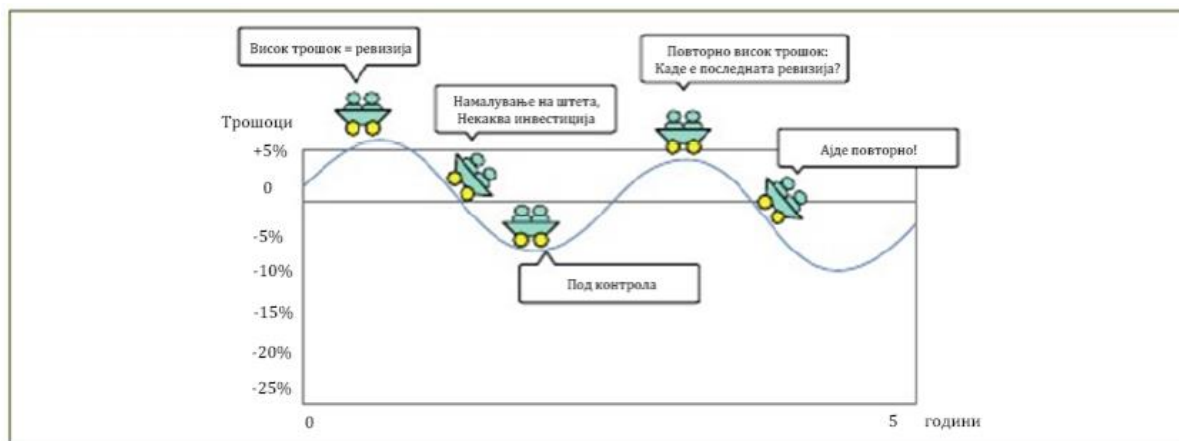 Висок трошок = ревизија
Повторно висок трошок:
Каде е последната ревизија?
Намалување на штета,
Некаква инвестиција
Трошоци
Ајде повторно!
+5%
0
-5%
Под контрола
-10%
-15%
-20%
-25%
0
5 години